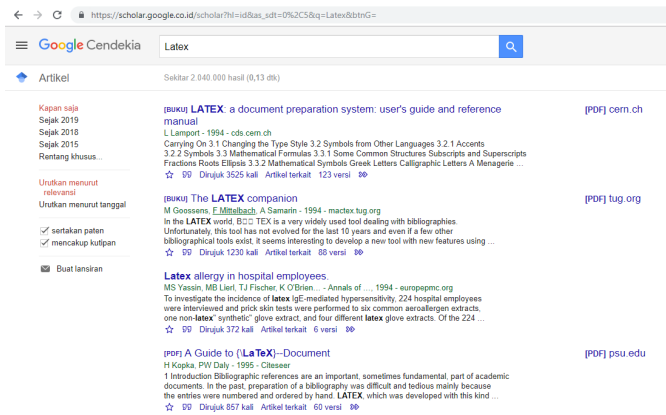 https://scholar.google.co.id/scholar?hl=id&as_sdt=0%2C5&q=Latex&btnG=
Google Cendekia
Latex
Artikel
Sekitar 2.040.000 hasil (0,13 dtk)
Kapan saja
Sejak 2019
Sejak 2018
Sejak 2015
Rentang khusus...
Urutkan menurut
relevansi
Urutkan menurut tanggal
sertakan paten
mencakup kutipan
Buat lansiran
[BUKU] LATEX: a document preparation system: user's guide and reference
manual
[PDF] cern.ch
L Lamport - 1994 - cds.cern.ch
Carrying On 3.1 Changing the Type Style 3.2 Symbols from Other Languages 3.2.1 Accents
3.2.2 Symbols 3.3 Mathematical Formulas 3.3.1 Some Common Structures Subscripts and Superscripts
Fractions Roots Ellipsis 3.3.2 Mathematical Symbols Greek Letters Calligraphic Letters A Menagerie ...
Dirujuk 3525 kali Artikel terkait 123 versi
[BUKU] The LATEX companion
[PDF] tug.org
M Goossens, F Mittelbach, A Samarin - 1994 - mactex.tug.org
In the LATEX world, B□□ TEX is a very widely used tool dealing with bibliographies.
Unfortunately, this tool has not evolved for the last 10 years and even if a few other
bibliographical tools exist, it seems interesting to develop a new tool with new features using ...
Dirujuk 1230 kali Artikel terkait 88 versi
Latex allergy in hospital employees.
MS Yassin, MB Lierl, TJ Fischer, K O'Brien... - Annals of ..., 1994 - europepmc.org
To investigate the incidence of latex IgE-mediated hypersensitivity, 224 hospital employees
were interviewed and prick skin tests were performed to six common aeroallergen extracts,
one non-latex" synthetic" glove extract, and four different latex glove extracts. Of the 224 ...
Dirujuk 372 kali Artikel terkait 6 versi
[PDF] A Guide to {\LaTeX}--Document
[PDF] psu.edu
H Kopka, PW Daly - 1995 - Citeseer
1 Introduction Bibliographic references are an important, sometimes fundamental, part of academic
documents. In the past, preparation of a bibliography was difficult and tedious mainly because
the entries were numbered and ordered by hand. LATEX, which was developed with this kind ...
Dirujuk 857 kali Artikel terkait 60 versi